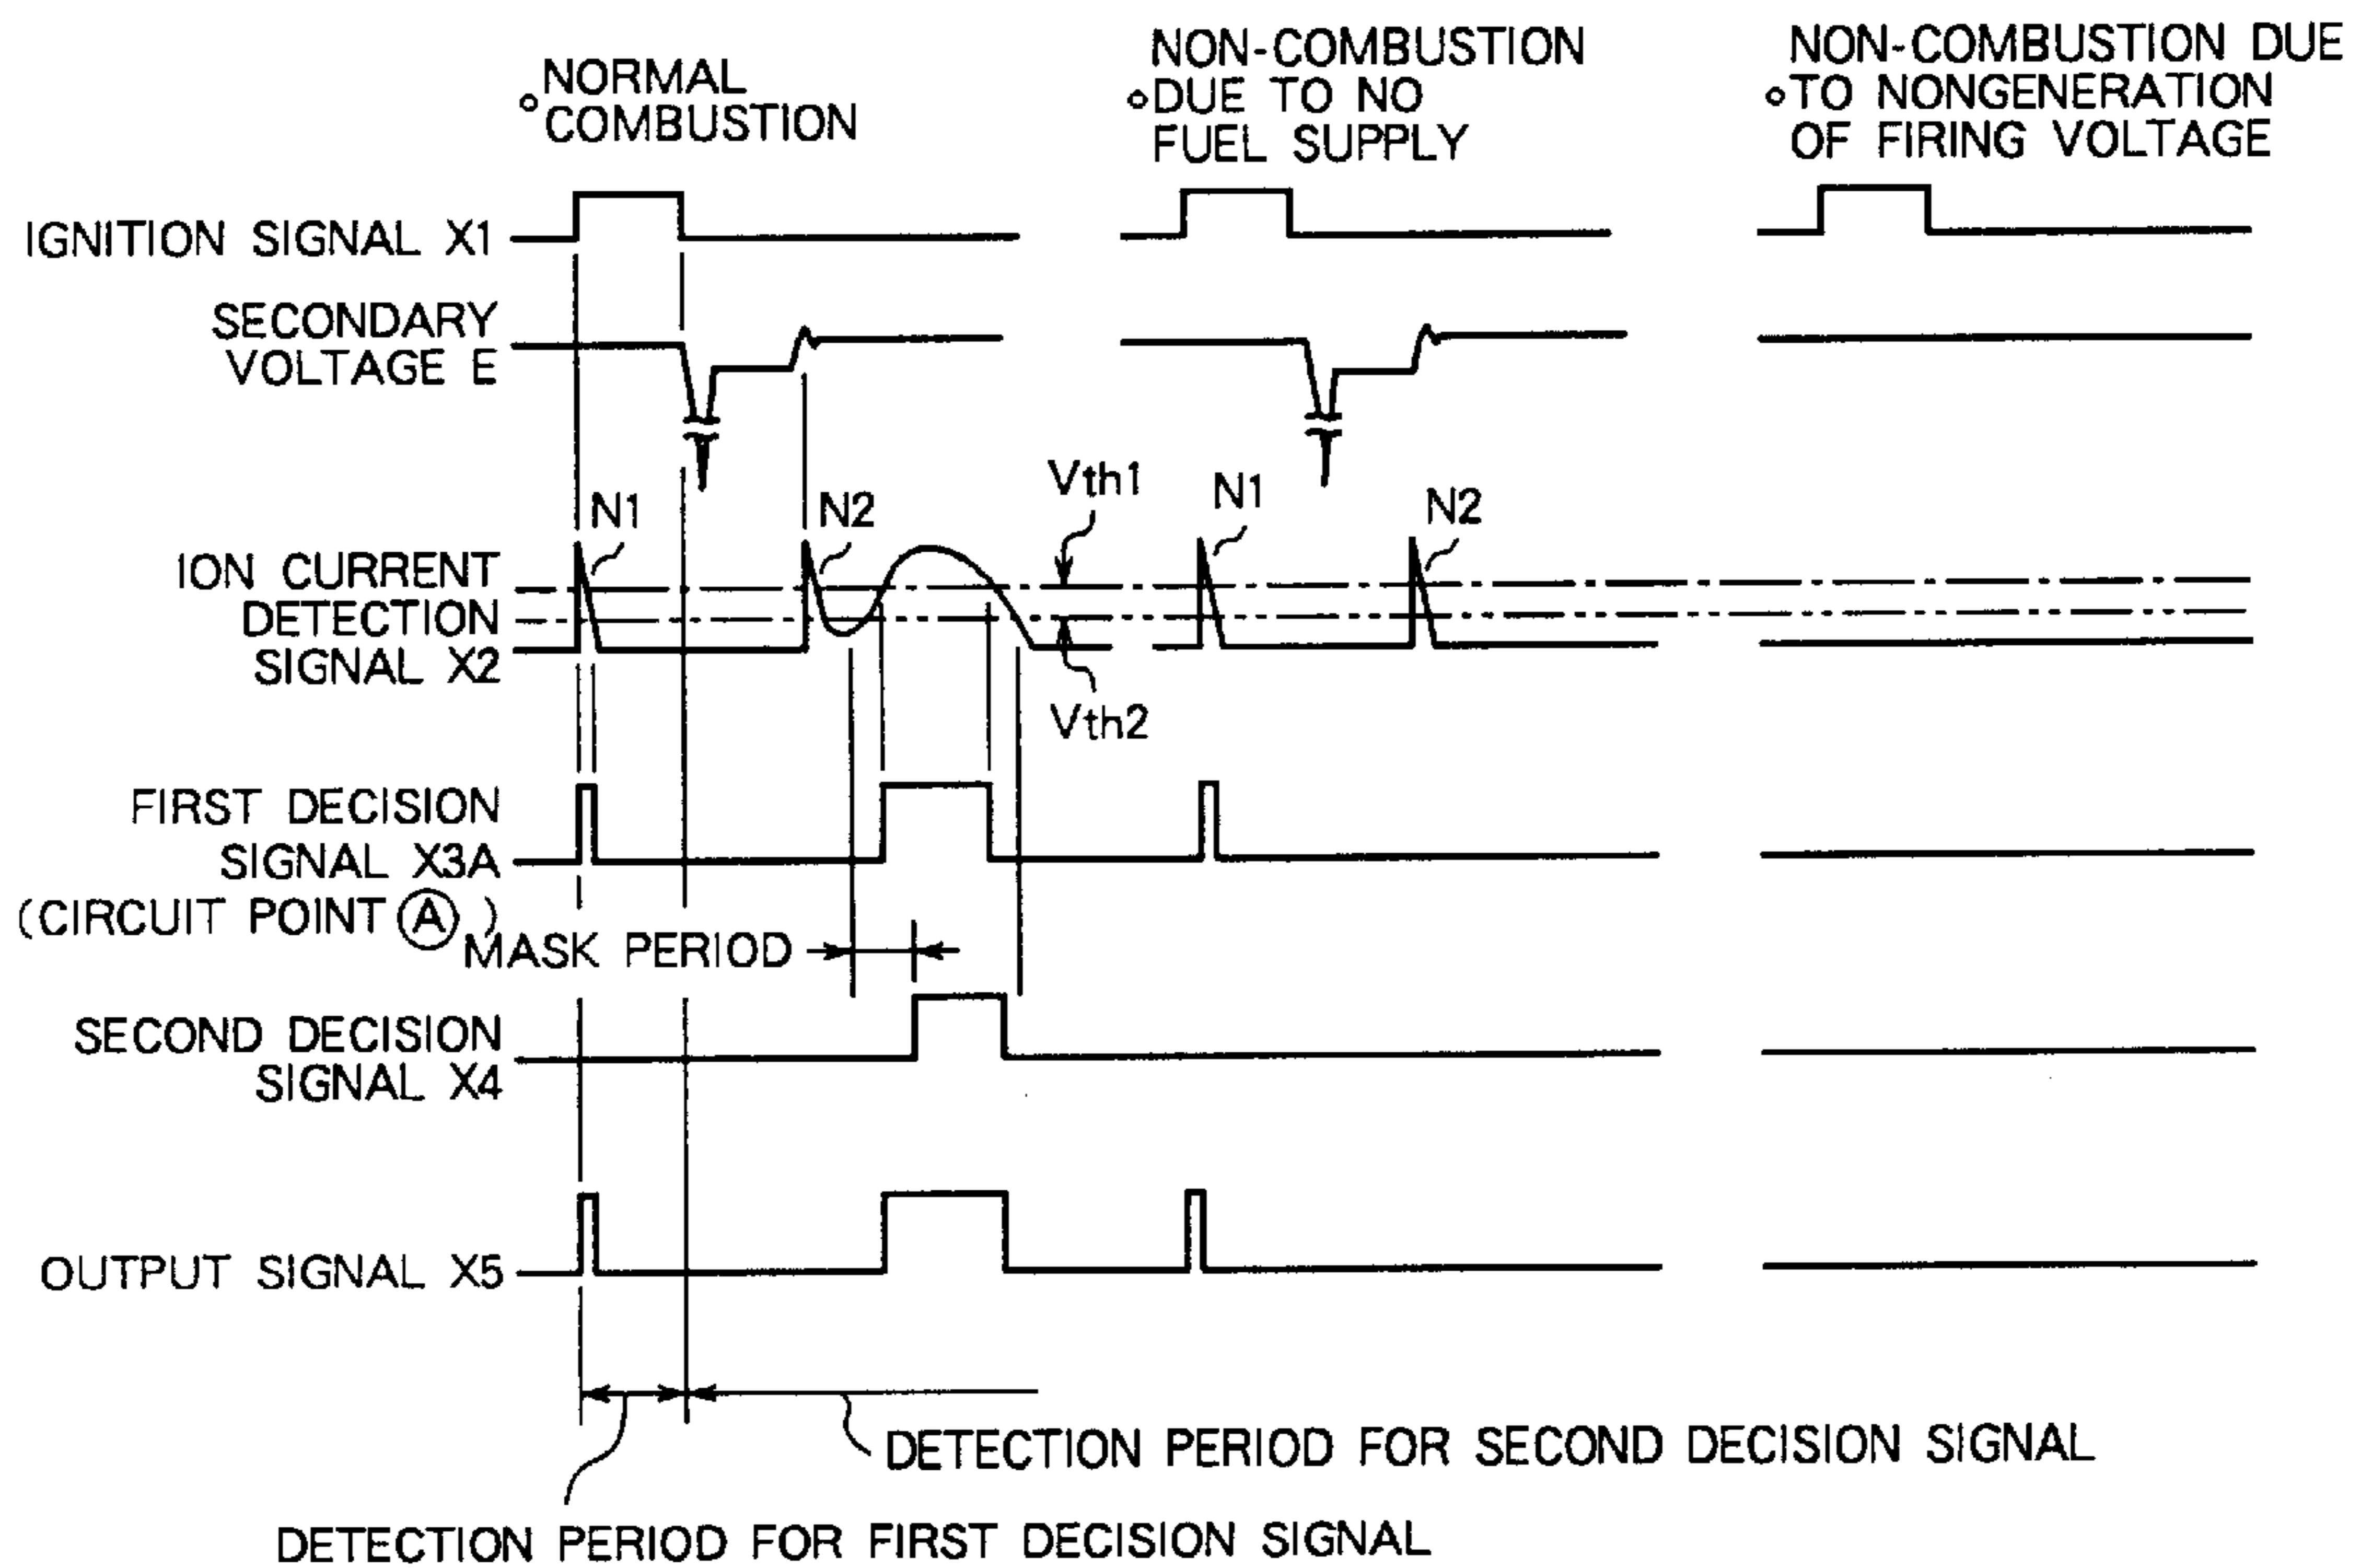 NORMAL
COMBUSTION
NON-COMBUSTION
DUE TO NO
FUEL SUPPLY
NON-COMBUSTION DUE
TO NONGENERATION
OF FIRING VOLTAGE
IGNITION SIGNAL X1
SECONDARY
VOLTAGE E
N1
N2
Vth1
N1
N2
ION CURRENT
DETECTION
SIGNAL X2
Vth2
FIRST DECISION
SIGNAL X3A
(CIRCUIT POINT Ⓐ)
MASK PERIOD
SECOND DECISION
SIGNAL X4
OUTPUT SIGNAL X5
DETECTION PERIOD FOR SECOND DECISION SIGNAL
DETECTION PERIOD FOR FIRST DECISION SIGNAL